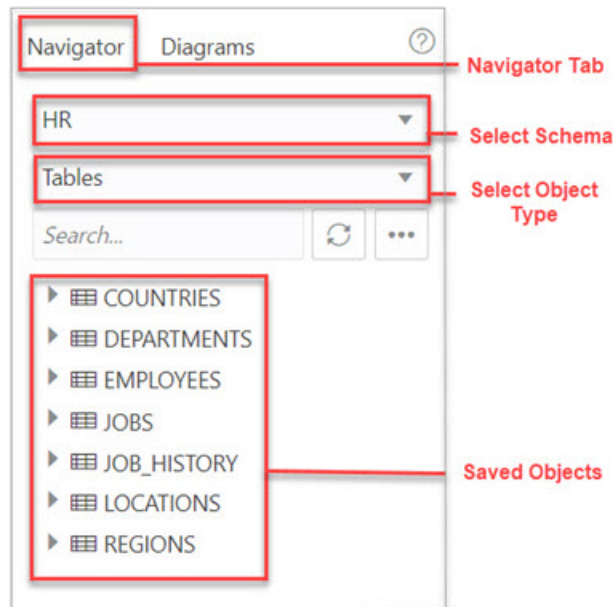 Navigator Diagrams ?
Navigator Tab
HR
Select Schema
Tables
Select Object
Type
Search...
COUNTRIES
DEPARTMENTS
EMPLOYEES
JOBS
JOB_HISTORY
Saved Objects
LOCATIONS
REGIONS